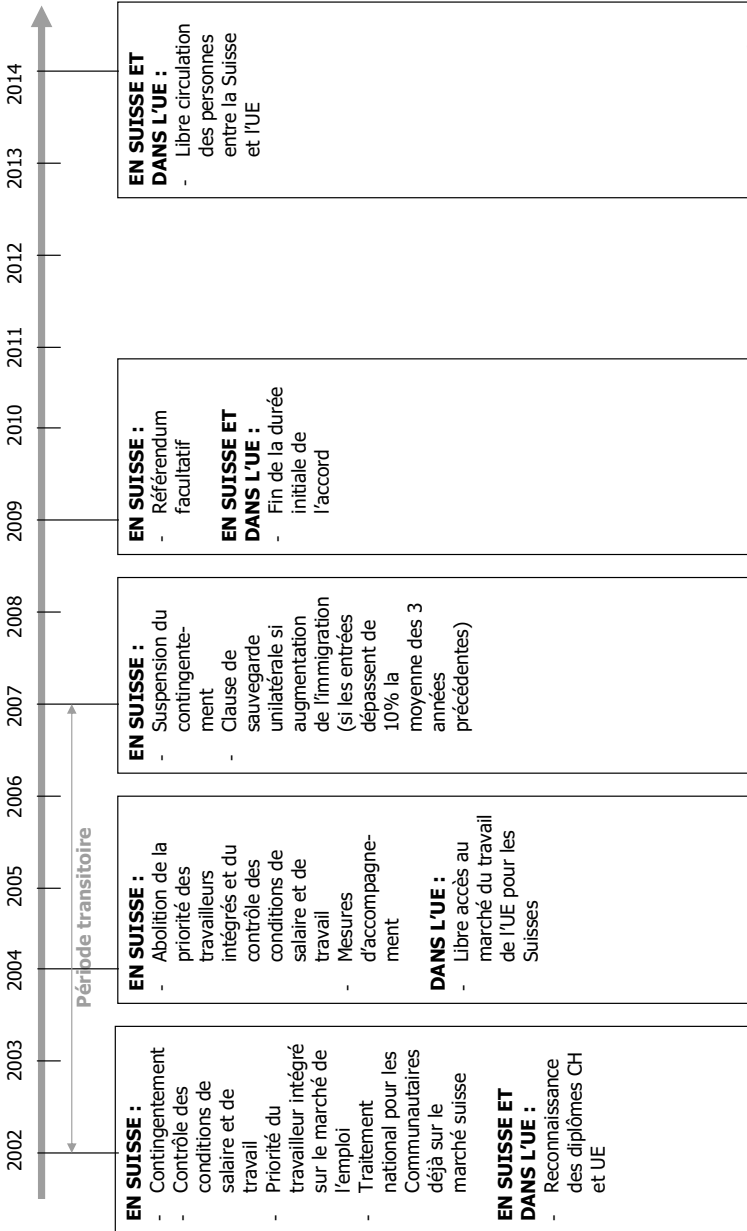 2002
2003
2004
2005
2006
2007
2008
2009
2010
2011
2012
2013
2014
Période transitoire
EN SUISSE :
- Contingentement
- Contrôle des
conditions de
salaire et de
travail
- Priorité du
travailleur intégré
sur le marché de
l'emploi
- Traitement
national pour les
Communautaires
déjà sur le
marché suisse
EN SUISSE ET
DANS L'UE :
- Reconnaissance
des diplômes CH
et UE
EN SUISSE :
- Abolition de la
priorité des
travailleurs
intégrés et du
contrôle des
conditions de
salaire et de
travail
- Mesures
d'accompagne-
ment
DANS L'UE :
- Libre accès au
marché du travail
de l'UE pour les
Suisses
EN SUISSE :
- Suspension du
contingente-
ment
- Clause de
sauvegarde
unilatérale si
augmentation
de l'immigration
(si les entrées
dépassent de
10% la
moyenne des 3
années
précédentes)
EN SUISSE :
- Référendum
facultatif
EN SUISSE ET
DANS L'UE :
- Fin de la durée
initiale de
l'accord
EN SUISSE ET
DANS L'UE :
- Libre circulation
des personnes
entre la Suisse
et l'UE